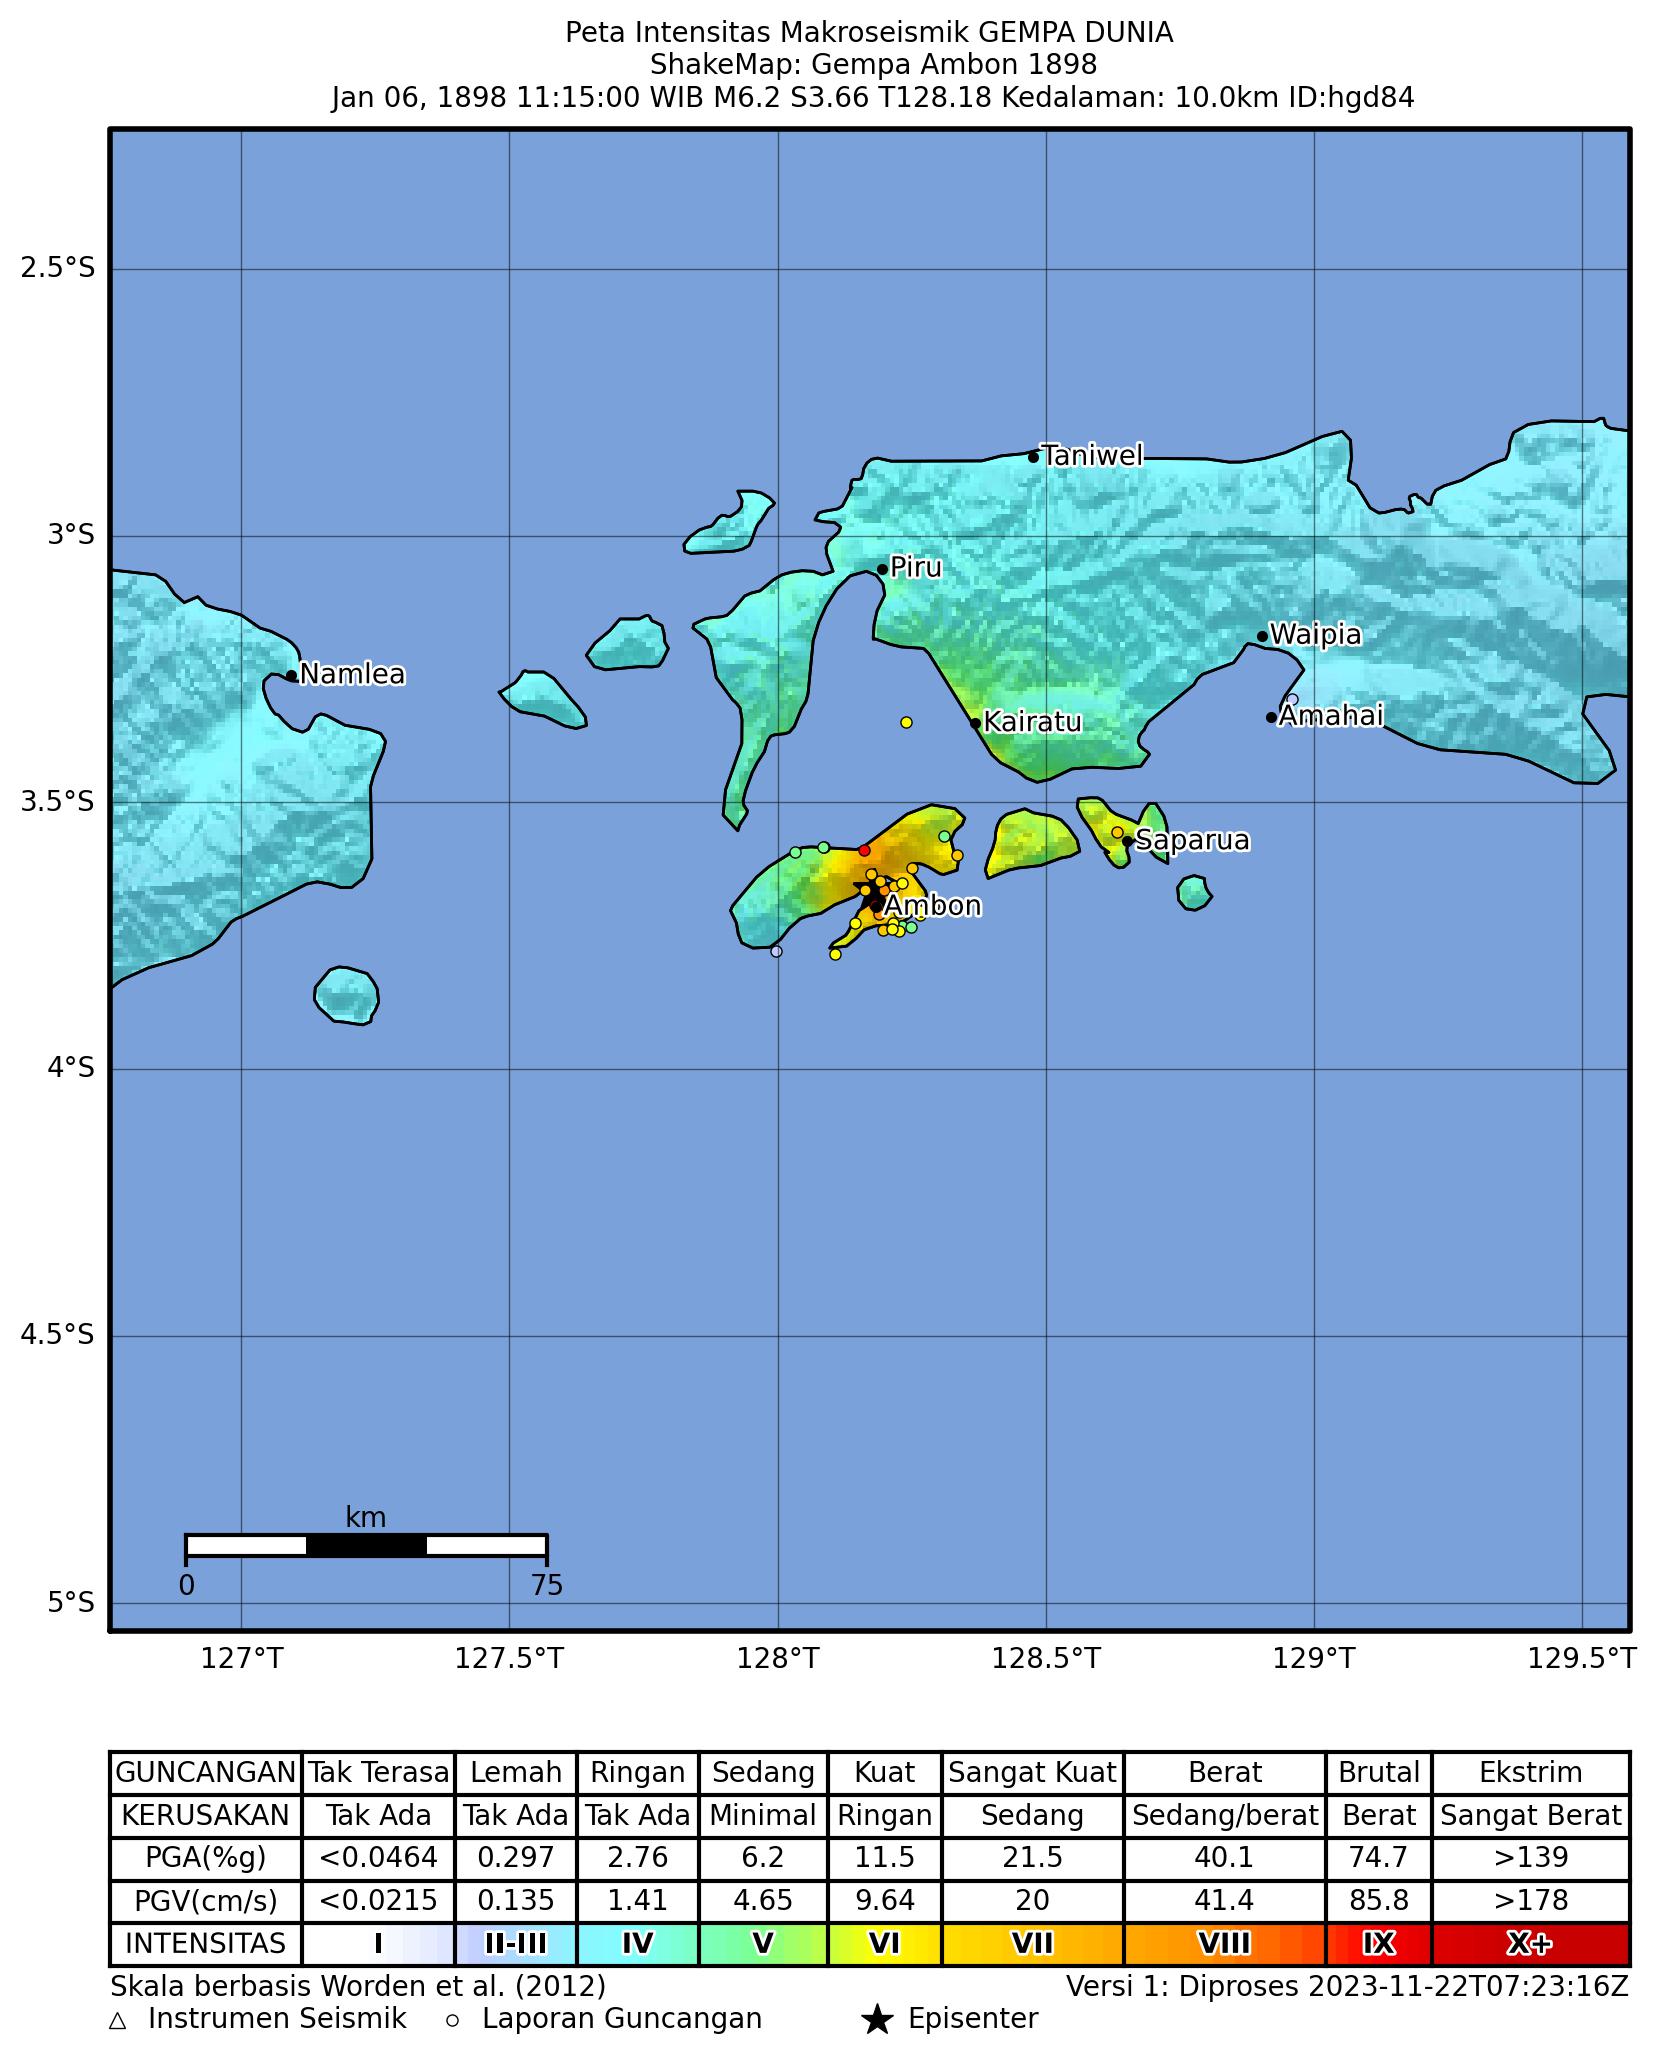 Peta Intensitas Makroseismik GEMPA DUNIA
ShakeMap: Gempa Ambon 1898
Jan 06, 1898 11:15:00 WIB M6.2 S3.66 T128.18 Kedalaman: 10.0km ID:hgd84
2.5°S
Taniwel
3°S
Piru
Waipia
Namlea
Amahai
Kairatu
3.5°S
Saparua
Ambon
4°S
4.5°S
km
0 75
5°S
127°T 127.5°T 128°T 128.5°T 129°T 129.5°T
GUNCANGAN Tak Terasa Lemah Ringan Sedang Kuat Sangat Kuat Berat Brutal Ekstrim
KERUSAKAN Tak Ada Tak Ada Tak Ada Minimal Ringan Sedang Sedang/berat Berat Sangat Berat
PGA(%g) <0.0464 0.297 2.76 6.2 11.5 21.5 40.1 74.7 >139
PGV(cm/s) <0.0215 0.135 1.41 4.65 9.64 20 41.4 85.8 >178
INTENSITAS I II-III IV V VI VII VIII IX X+
Skala berbasis Worden et al. (2012) Versi 1: Diproses 2023-11-22T07:23:16Z
Instrumen Seismik Laporan Guncangan Episenter